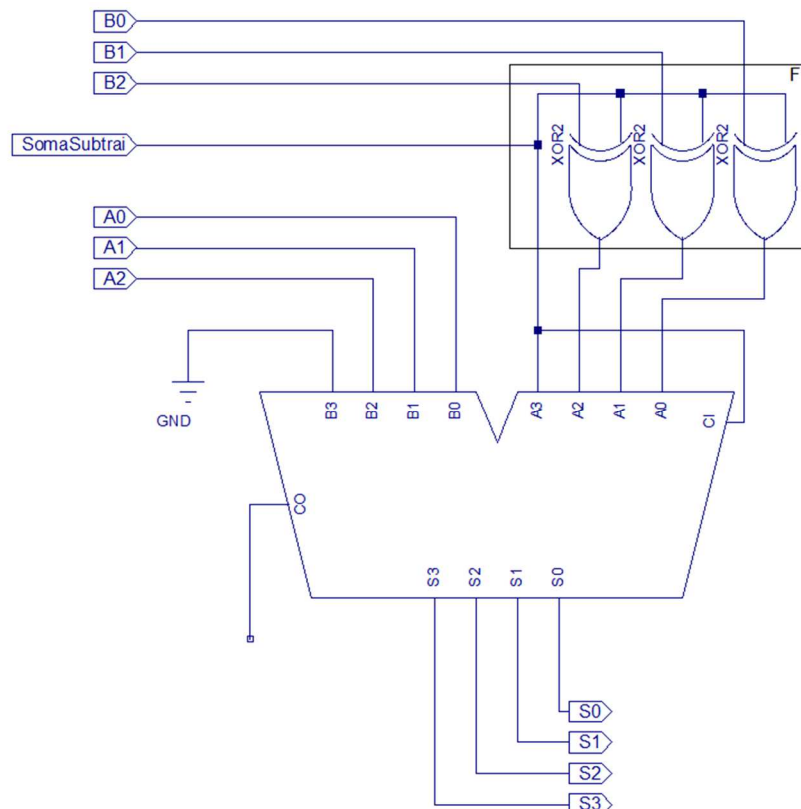 B0
B1
B2
F
XOR2
XOR2
XOR2
SomaSubtrai
A0
A1
A2
GND
B3
B2
B1
B0
A3
A2
A1
A0
CI
CO
S3
S2
S1
S0
S0
S1
S2
S3